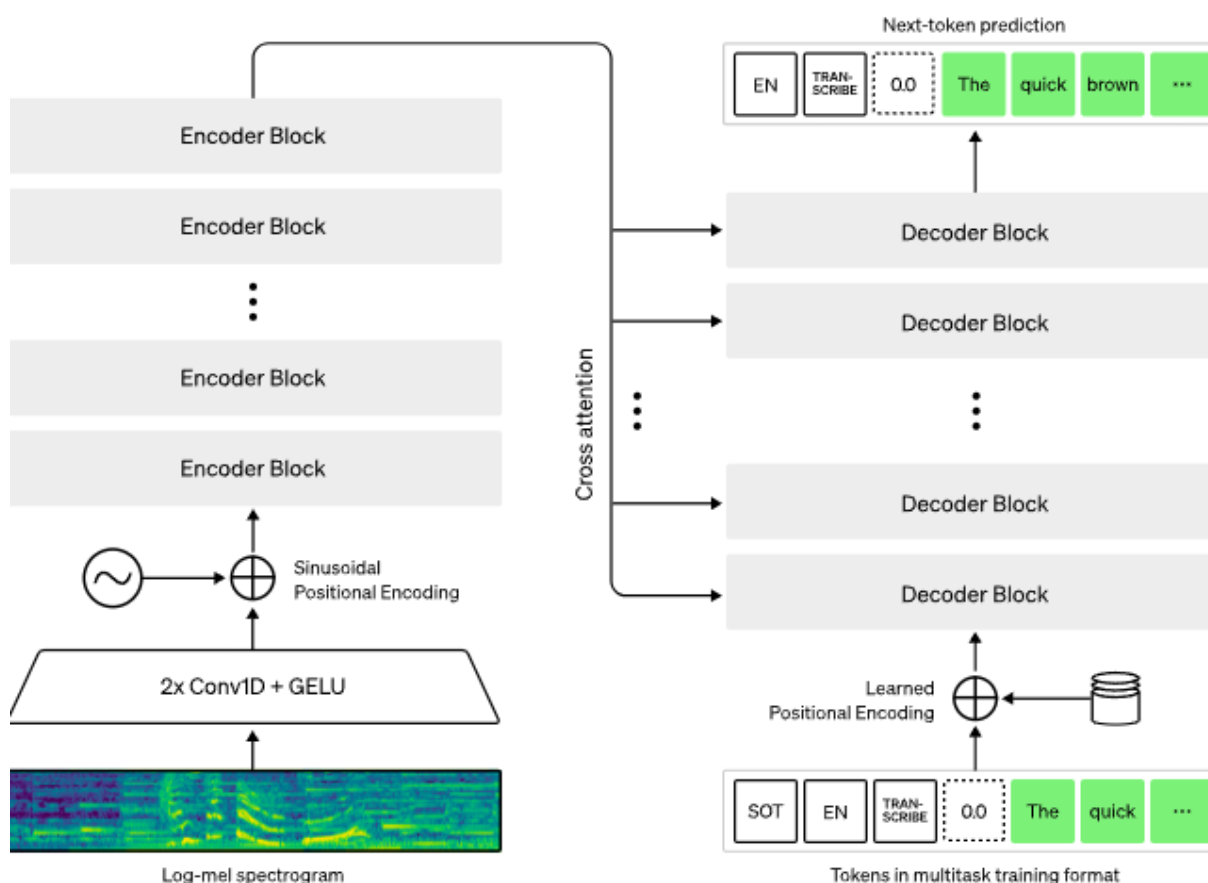 Next-token prediction
EN
TRAN-
SCRIBE
0.0
The
quick
brown
...
Encoder Block
Encoder Block
Encoder Block
Encoder Block
Sinusoidal
Positional Encoding
2x Conv1D + GELU
Log-mel spectrogram
Cross attention
Decoder Block
Decoder Block
Decoder Block
Decoder Block
Learned
Positional Encoding
SOT
EN
TRAN-
SCRIBE
0.0
The
quick
...
Tokens in multitask training format